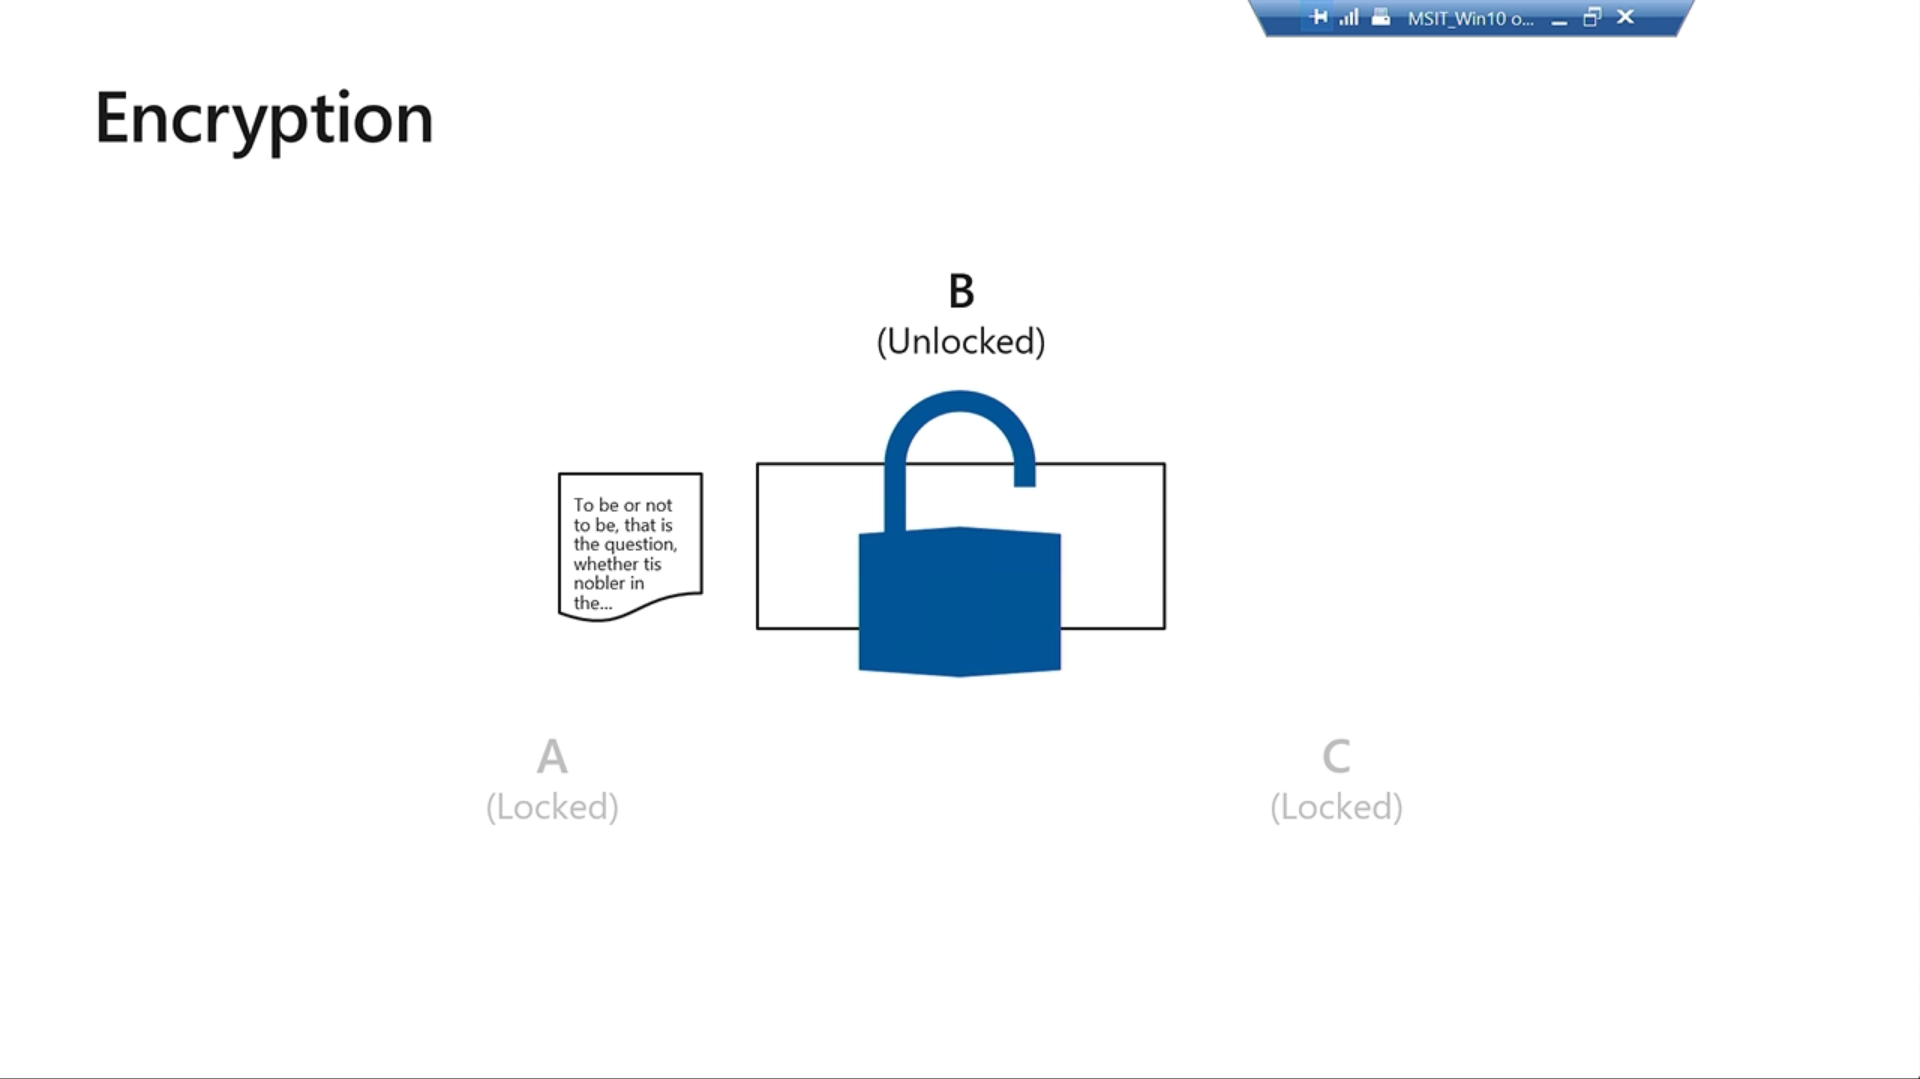 MSIT_Win10 o...
Encryption
B
(Unlocked)
To be or not
to be, that is
the question,
whether tis
nobler in
the...
A
(Locked)
C
(Locked)